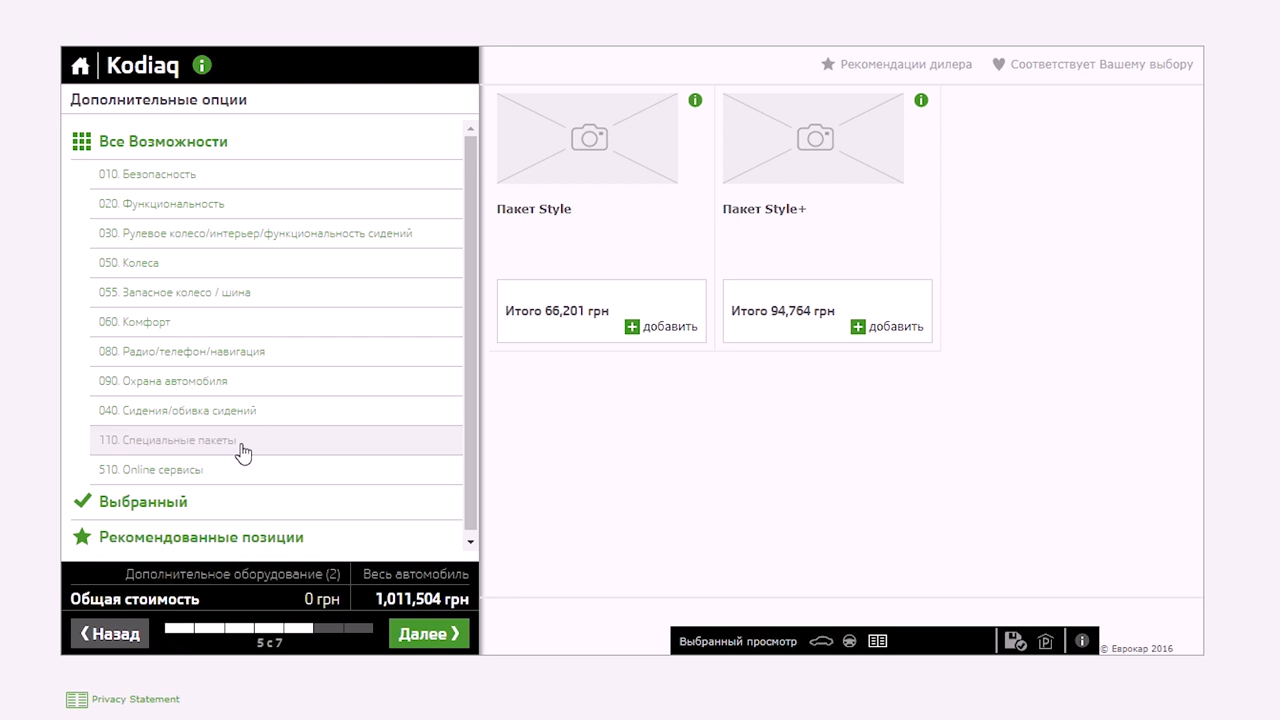 Kodiaq
Дополнительные опции
Все Возможности
010. Безопасность
020. Функциональность
030. Рулевое колесо/интерьер/функциональность сидений
050. Колеса
055. Запасное колесо / шина
060. Комфорт
080. Радио/телефон/навигация
090. Охрана автомобиля
040. Сидения/обивка сидений
110. Специальные пакеты
510. Online сервисы
Выбранный
Рекомендованные позиции
Дополнительное оборудование (2) Весь автомобиль
Общая стоимость 0 грн 1,011,504 грн
Назад
5 с 7
Далее
Рекомендации дилера Соответствует Вашему выбору
Пакет Style
Итого 66,201 грн
добавить
Пакет Style+
Итого 94,764 грн
добавить
Выбранный просмотр
© Еврокар 2016
Privacy Statement